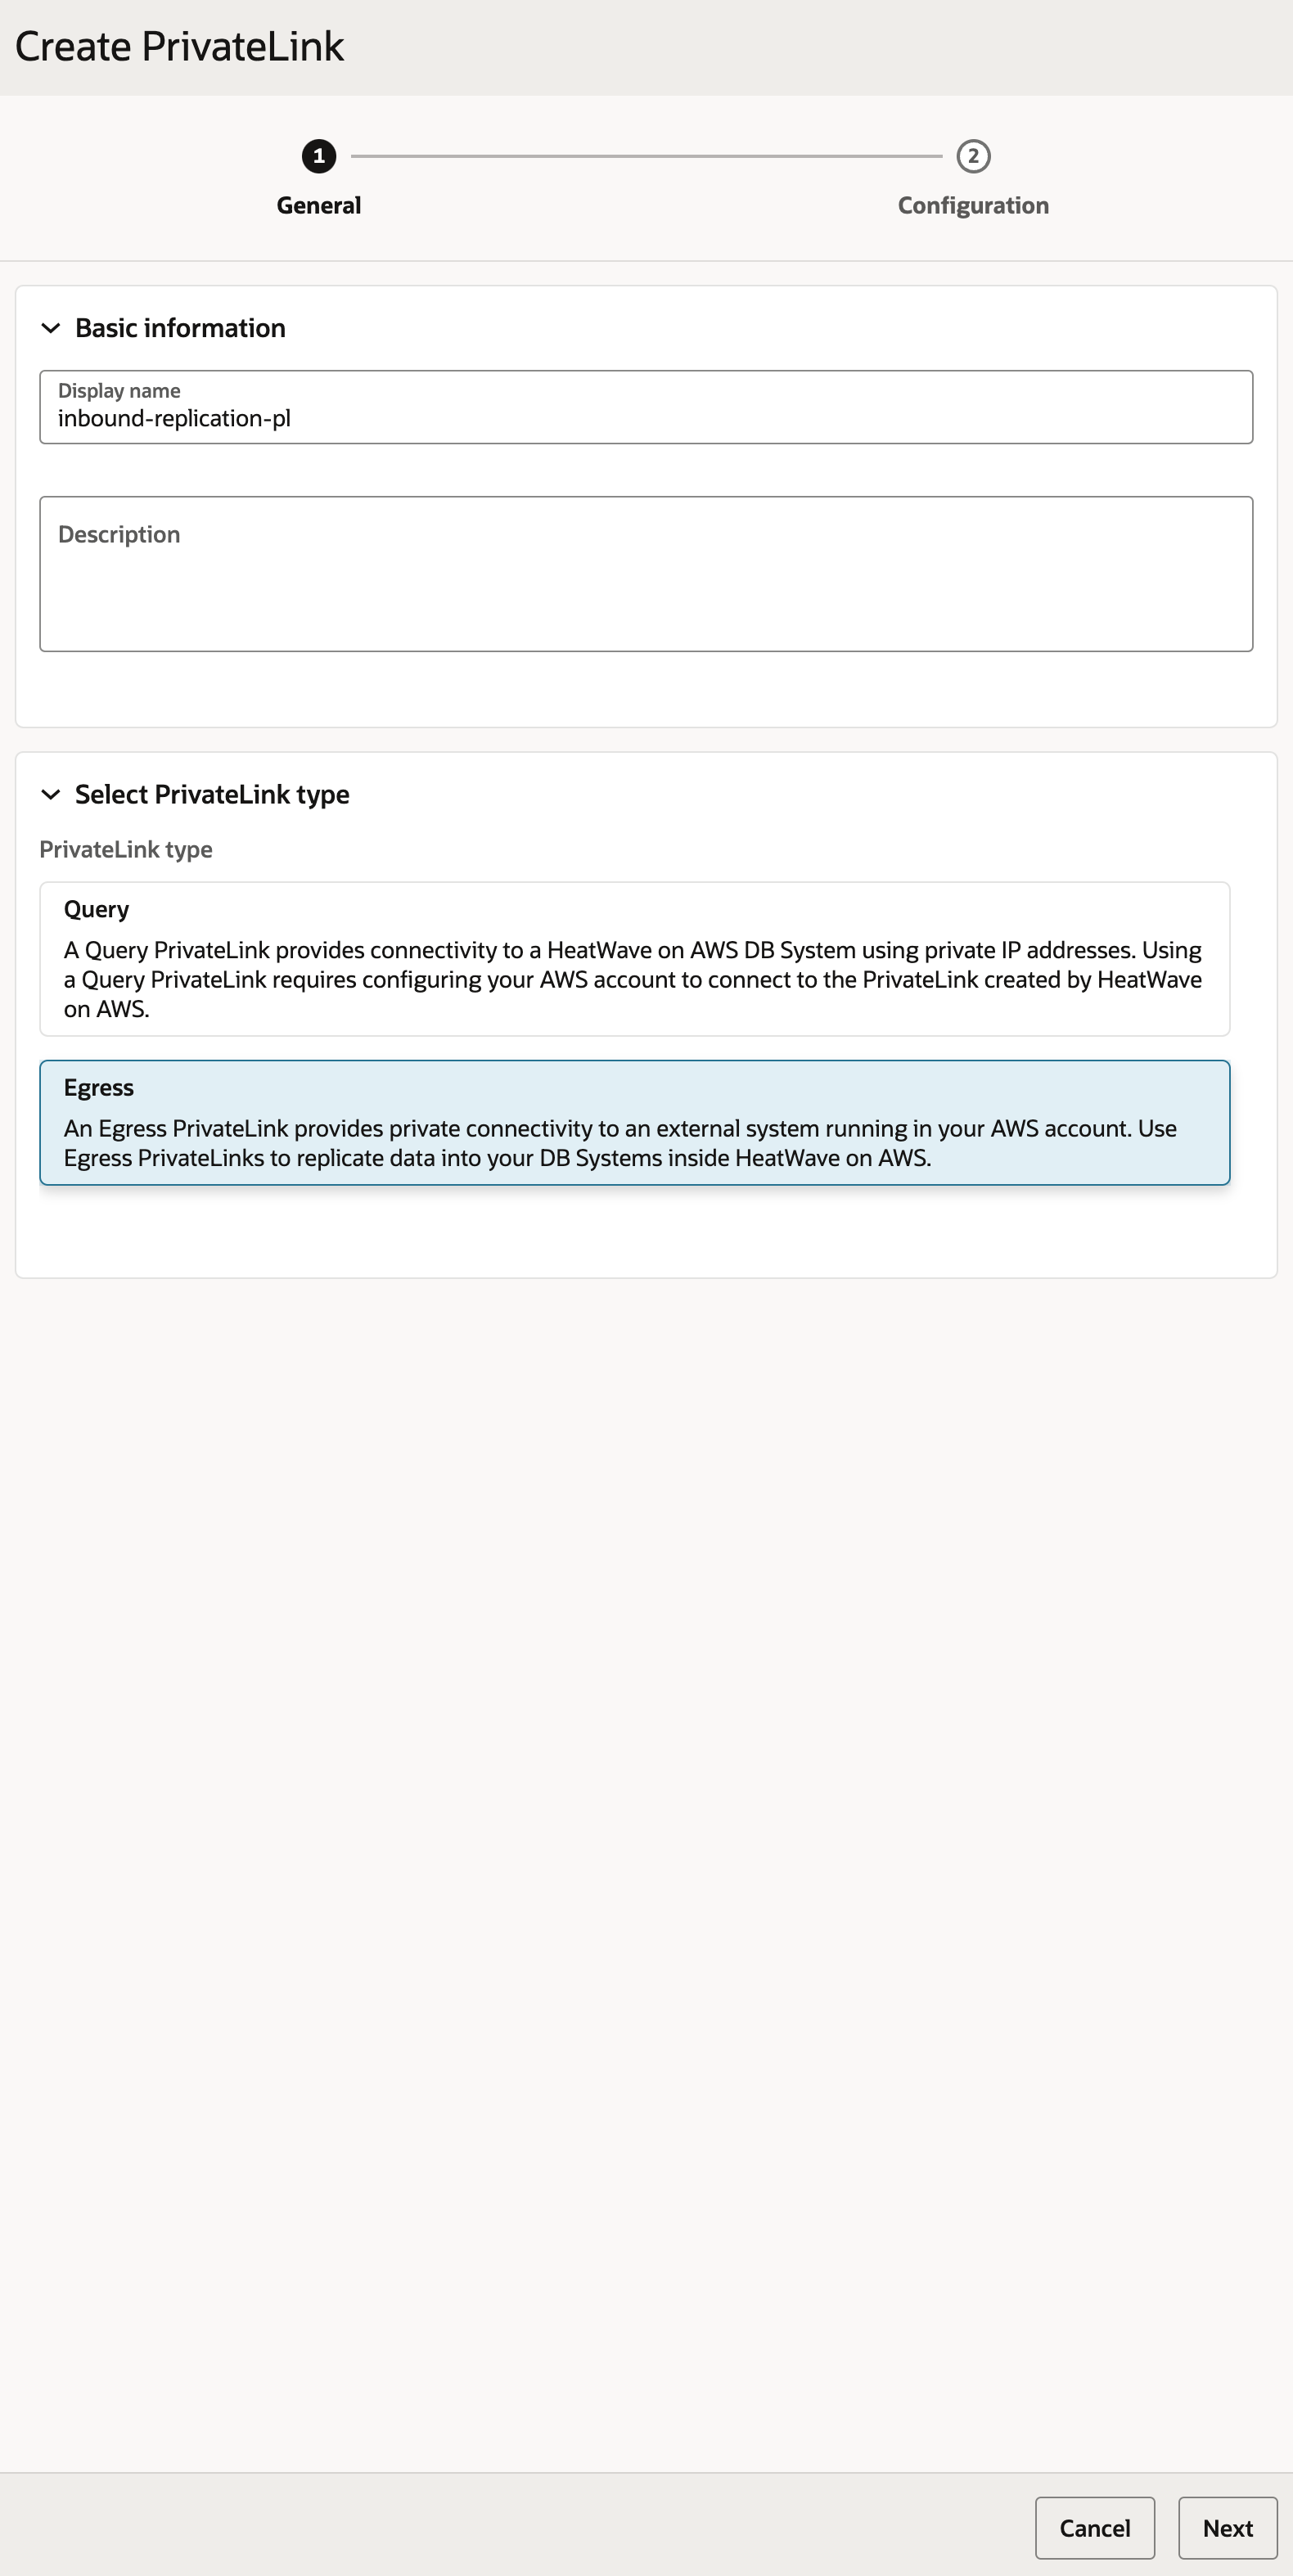 Create PrivateLink
1
2
General
Configuration
Basic information
Display name
inbound-replication-pl
Description
Select PrivateLink type
PrivateLink type
Query
A Query PrivateLink provides connectivity to a HeatWave on AWS DB System using private IP addresses. Using
a Query PrivateLink requires configuring your AWS account to connect to the PrivateLink created by HeatWave
on AWS.
Egress
An Egress PrivateLink provides private connectivity to an external system running in your AWS account. Use
Egress PrivateLinks to replicate data into your DB Systems inside HeatWave on AWS.
Cancel
Next